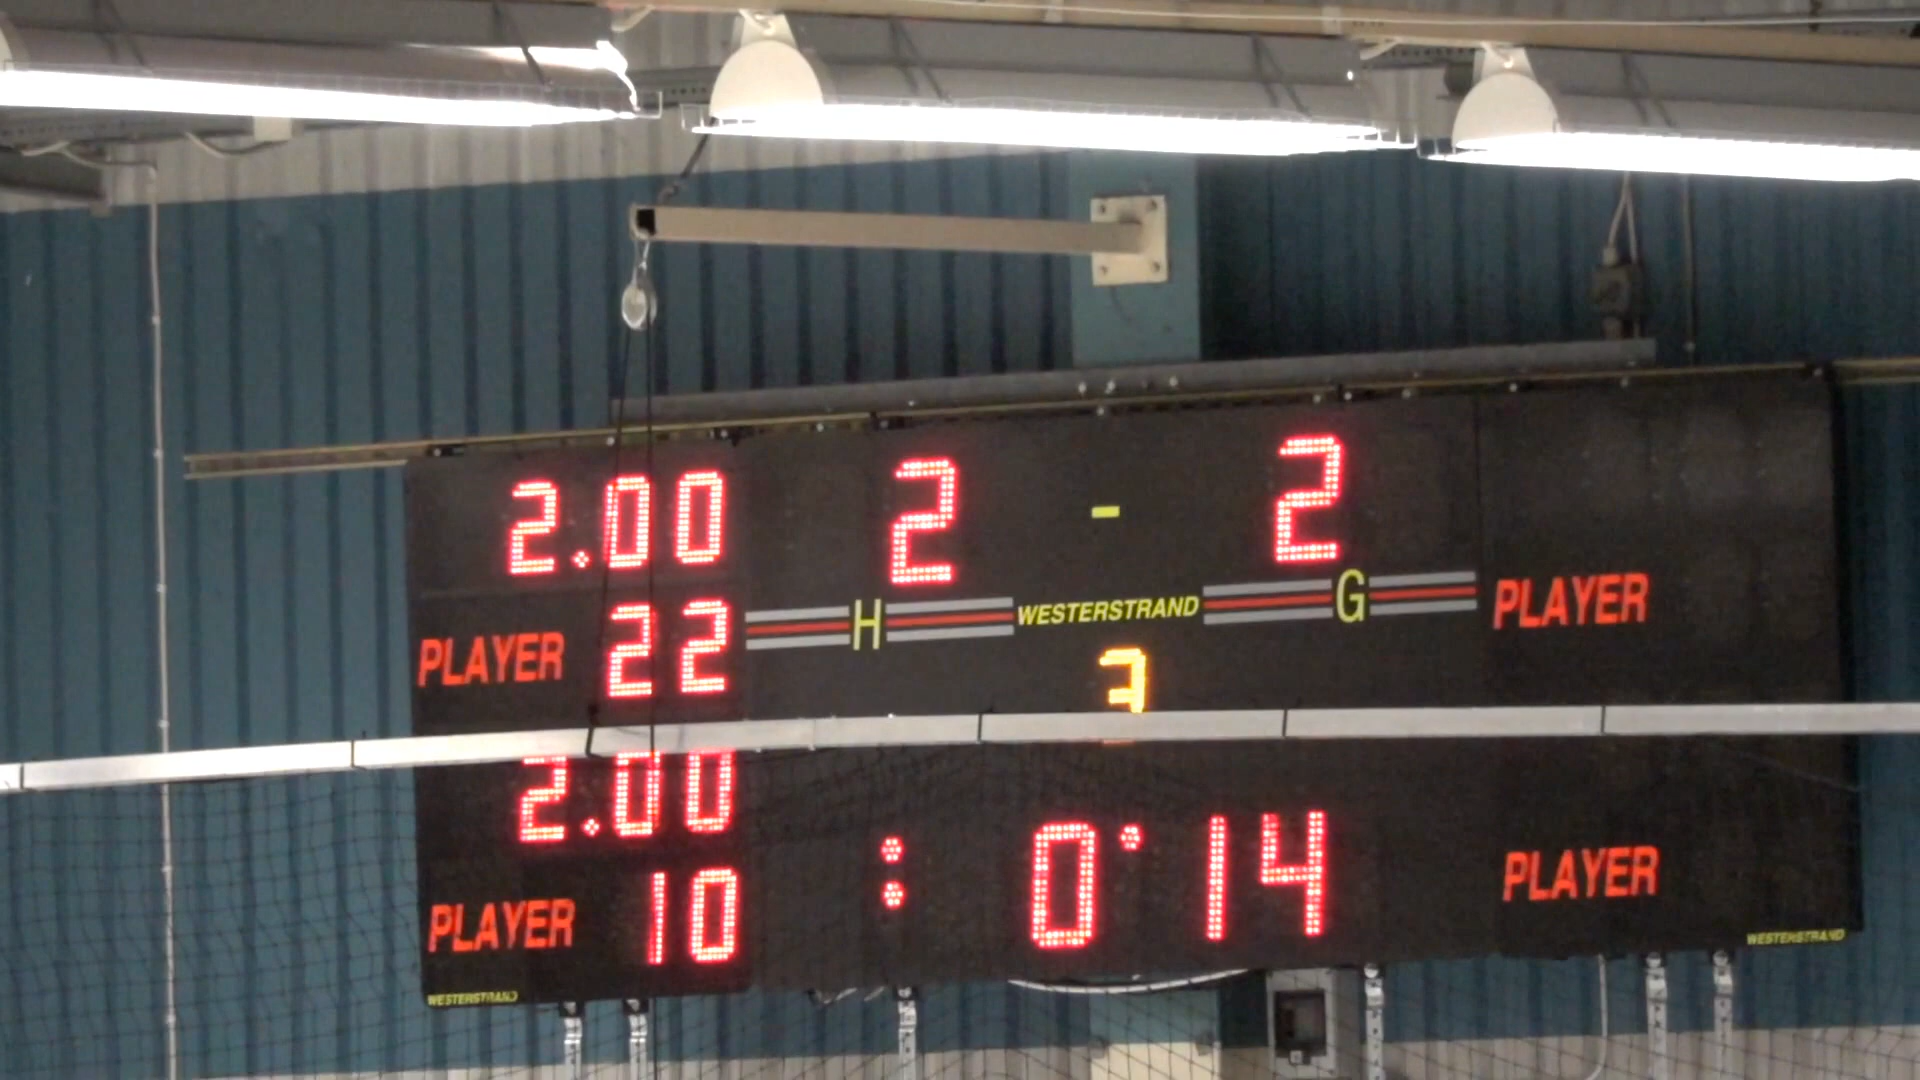 2.00 2 - 2
PLAYER 22 H WESTERSTRAND G PLAYER
3
2.00
PLAYER 10 : 0·14 PLAYER
WESTERSTRAND WESTERSTRAND